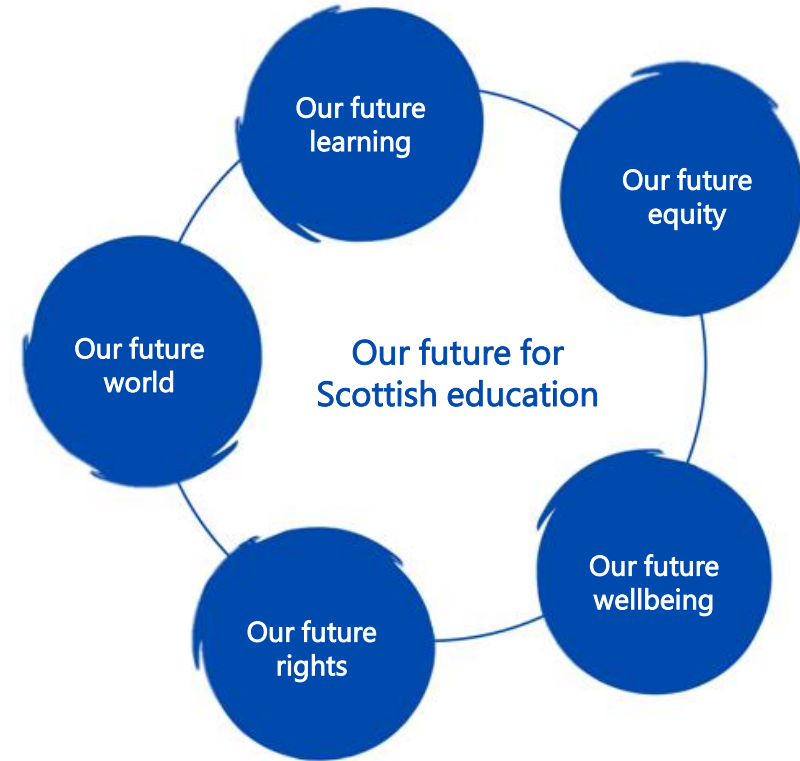 Our future
learning
Our future
equity
Our future
world
Our future for
Scottish education
Our future
wellbeing
Our future
rights